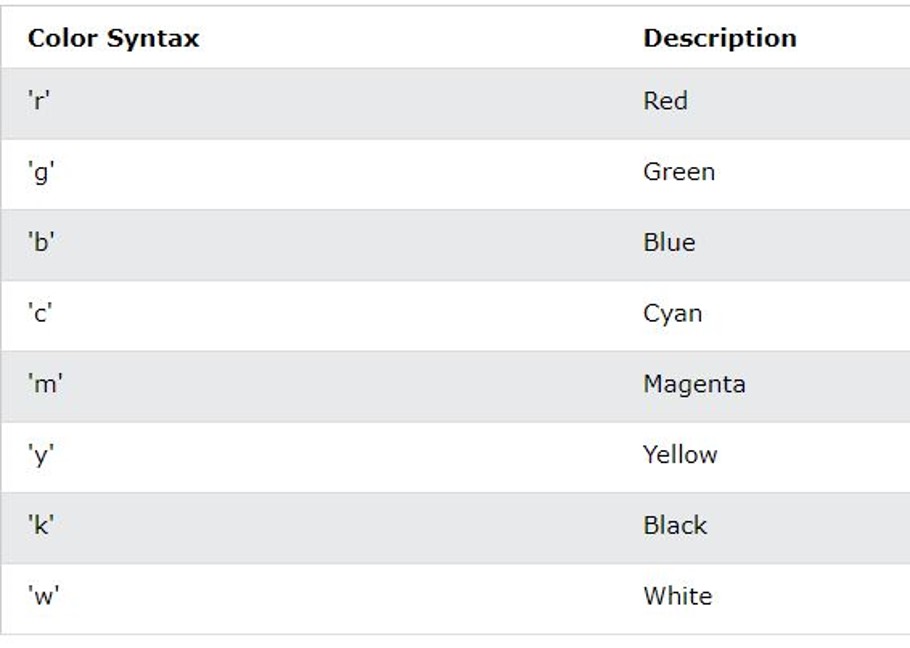 Color Syntax Description
'r' Red
'g' Green
'b' Blue
'c' Cyan
'm' Magenta
'y' Yellow
'k' Black
'w' White